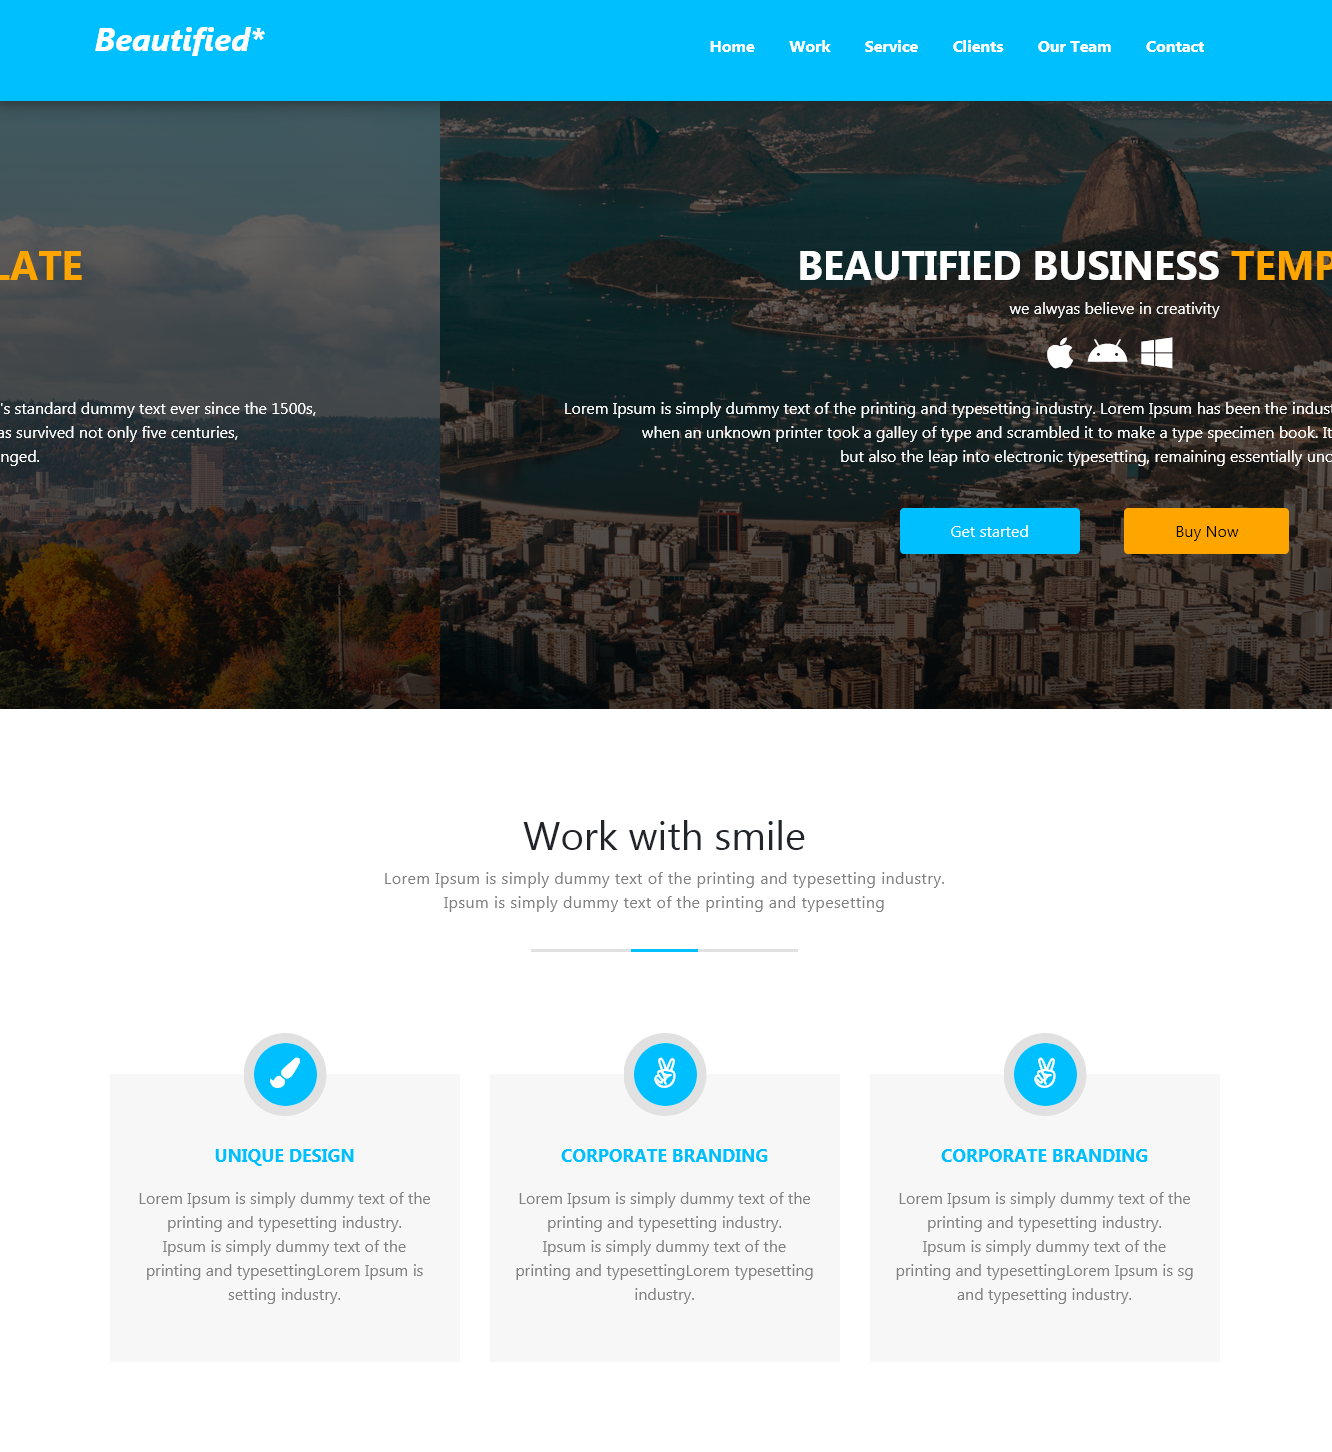 Beautified*
Home Work Service Clients Our Team Contact
LATE
's standard dummy text ever since the 1500s,
as survived not only five centuries,
nged.
BEAUTIFIED BUSINESS TEMP
we alwyas believe in creativity
Lorem Ipsum is simply dummy text of the printing and typesetting industry. Lorem Ipsum has been the indust
when an unknown printer took a galley of type and scrambled it to make a type specimen book. It
but also the leap into electronic typesetting, remaining essentially unc
Get started
Buy Now
Work with smile
Lorem Ipsum is simply dummy text of the printing and typesetting industry.
Ipsum is simply dummy text of the printing and typesetting
UNIQUE DESIGN
Lorem Ipsum is simply dummy text of the
printing and typesetting industry.
Ipsum is simply dummy text of the
printing and typesettingLorem Ipsum is
setting industry.
CORPORATE BRANDING
Lorem Ipsum is simply dummy text of the
printing and typesetting industry.
Ipsum is simply dummy text of the
printing and typesettingLorem typesetting
industry.
CORPORATE BRANDING
Lorem Ipsum is simply dummy text of the
printing and typesetting industry.
Ipsum is simply dummy text of the
printing and typesettingLorem Ipsum is sg
and typesetting industry.